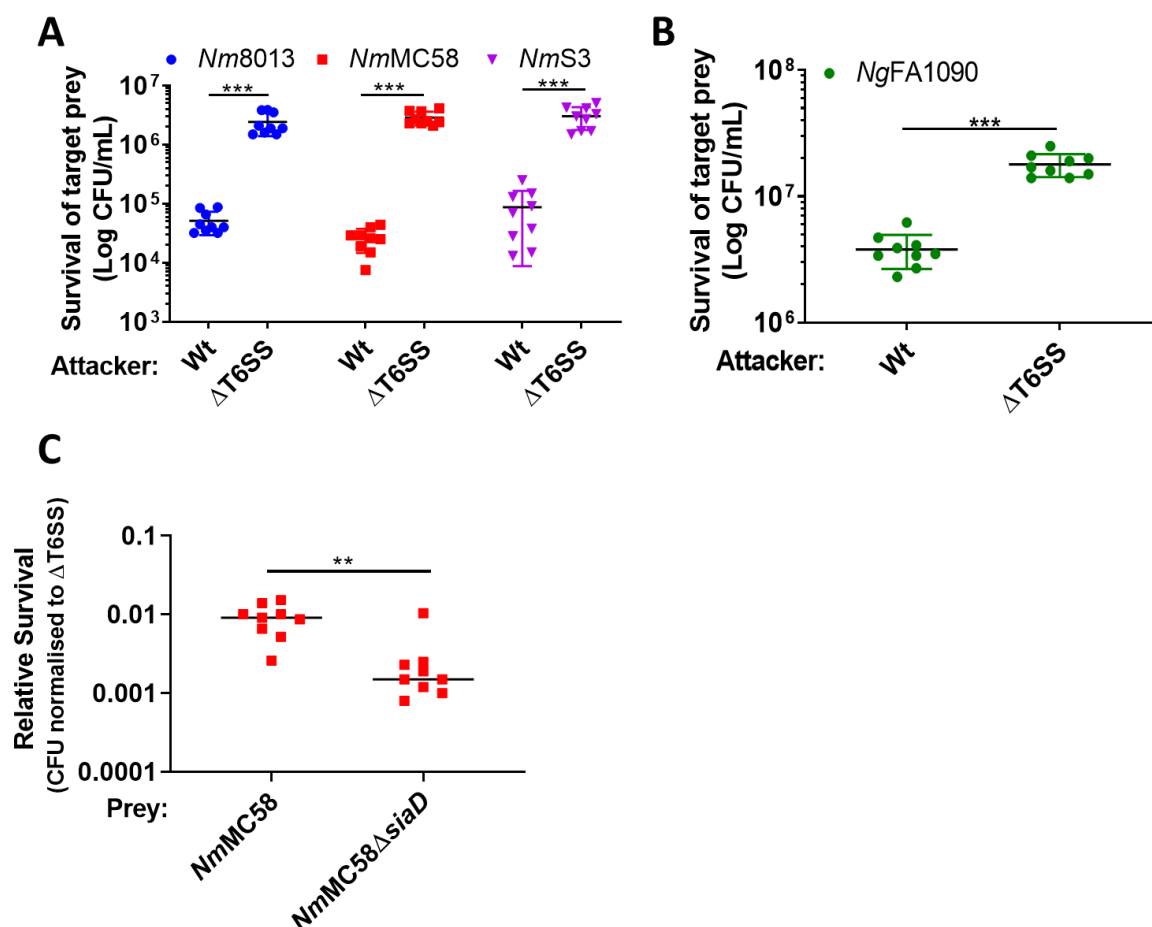 A
Nm8013
NmMC58
NmS3
***
***
***
Survival of target prey
(Log CFU/mL)
10⁷
10⁶
10⁵
10⁴
10³
Attacker:
Wt
ΔT6SS
Wt
ΔT6SS
Wt
ΔT6SS
B
NgFA1090
***
Survival of target prey
(Log CFU/mL)
10⁸
10⁷
10⁶
Attacker:
Wt
ΔT6SS
C
**
Relative Survival
(CFU normalised to ΔT6SS)
0.1
0.01
0.001
0.0001
Prey:
NmMC58
NmMC58ΔsiaD